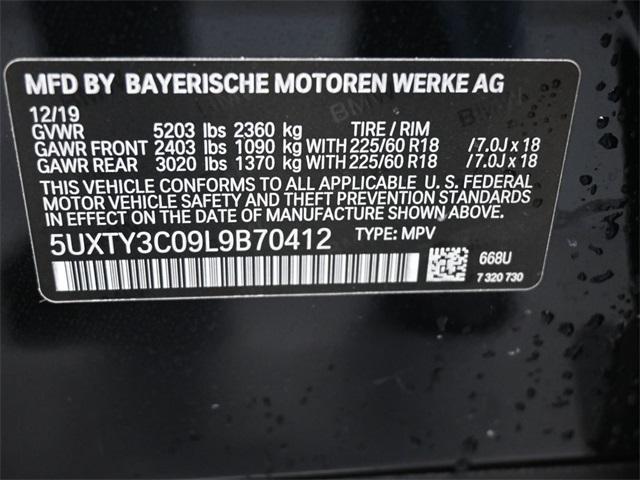 MFD BY BAYERISCHE MOTOREN WERKE AG
12/19
GVWR 5203 lbs 2360 kg TIRE / RIM
GAWR FRONT 2403 lbs 1090 kg WITH 225/60 R18 / 7.0J x 18
GAWR REAR 3020 lbs 1370 kg WITH 225/60 R18 / 7.0J x 18
THIS VEHICLE CONFORMS TO ALL APPLICABLE U. S. FEDERAL
MOTOR VEHICLE SAFETY AND THEFT PREVENTION STANDARDS
IN EFFECT ON THE DATE OF MANUFACTURE SHOWN ABOVE.
5UXTY3C09L9B70412 TYPE: MPV
668U
7 320 730